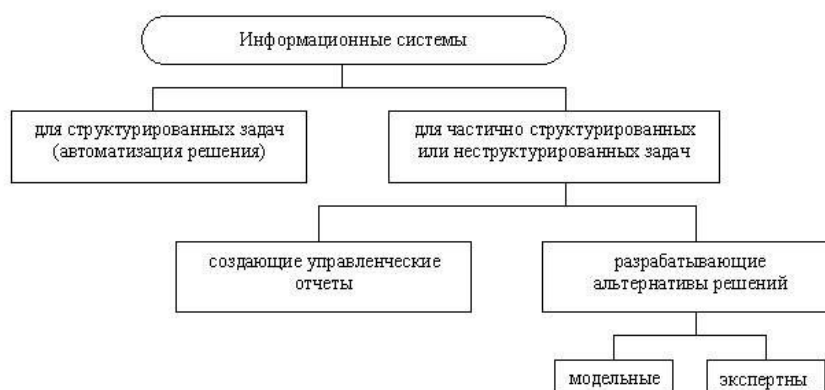 Информационные системы
для структурированных задач
(автоматизация решения)
для частично структурированных
или неструктурированных задач
создающие управленческие
отчеты
разрабатывающие
альтернативы решений
модельные
экспертны